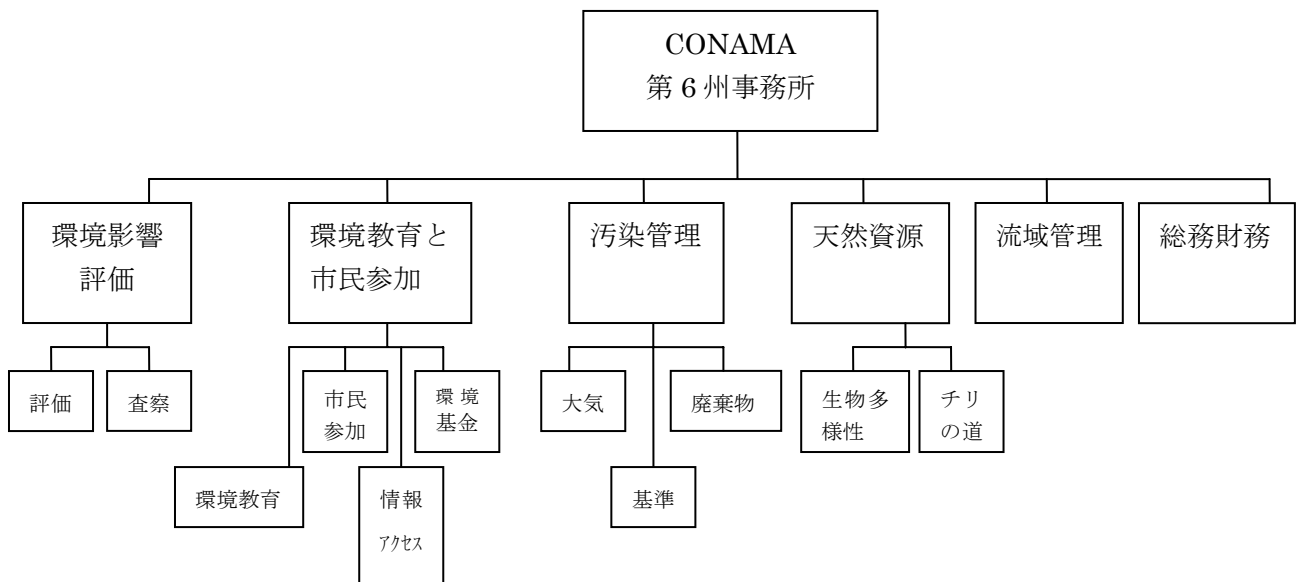 CONAMA
第 6 州事務所
環境影響
評価
環境教育と
市民参加
汚染管理
天然資源
流域管理
総務財務
評価
査察
市民
参加
環 境
基金
大気
廃棄物
生物多
様性
チリ
の道
環境教育
情報
アクセス
基準